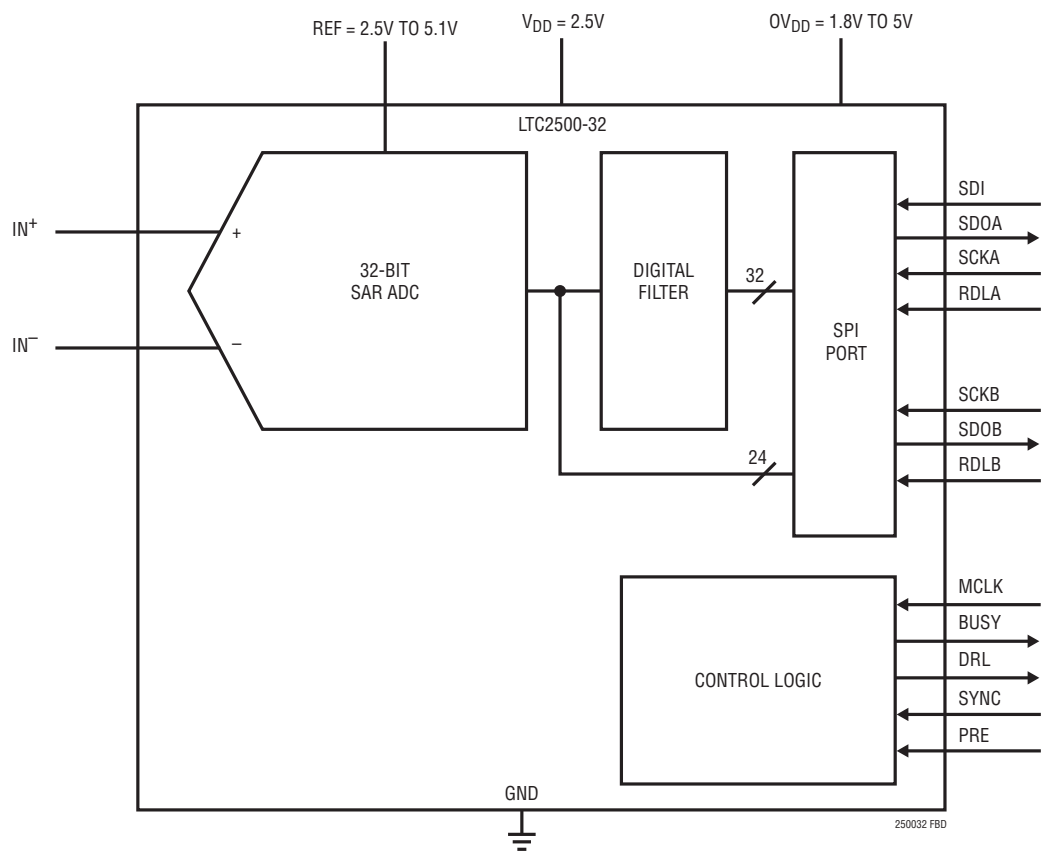 REF = 2.5V TO 5.1V
VDD = 2.5V
OVDD = 1.8V TO 5V
LTC2500-32
IN+
+
IN−
−
32-BIT
SAR ADC
DIGITAL
FILTER
32
24
SPI
PORT
SDI
SDOA
SCKA
RDLA
SCKB
SDOB
RDLB
CONTROL LOGIC
MCLK
BUSY
DRL
SYNC
PRE
GND
250032 FBD